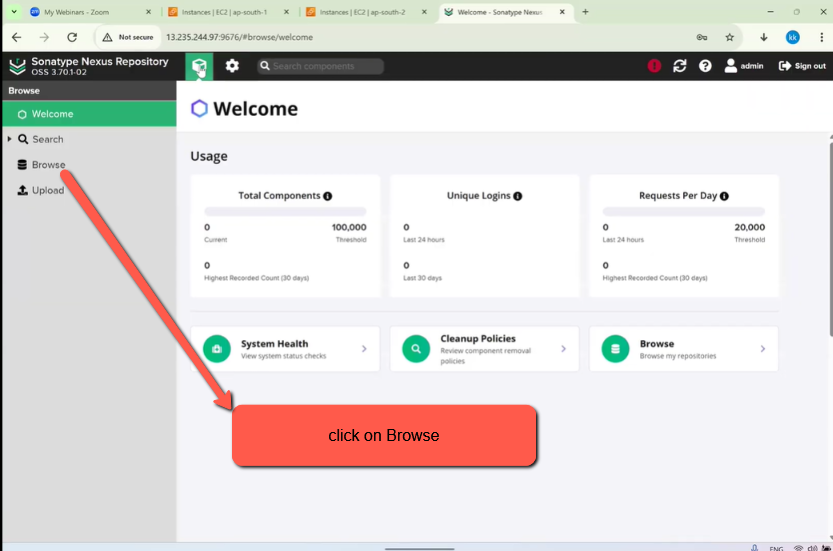 My Webinars - Zoom
Instances | EC2 | ap-south-1
Instances | EC2 | ap-south-2
Welcome - Sonatype Nexus
Not secure
13.235.244.97:9676/#browse/welcome
kk
Sonatype Nexus Repository
OSS 3.70.1-02
Search components
admin
Sign out
Browse
Welcome
Search
Browse
Upload
Welcome
Usage
Total Components
0
100,000
Current
Threshold
0
Highest Recorded Count (30 days)
Unique Logins
0
Last 24 hours
0
Last 30 days
Requests Per Day
0
20,000
Last 24 hours
Threshold
0
Highest Recorded Count (30 days)
System Health
View system status checks
Cleanup Policies
Review component removal
policies
Browse
Browse my repositories
click on Browse
ENG